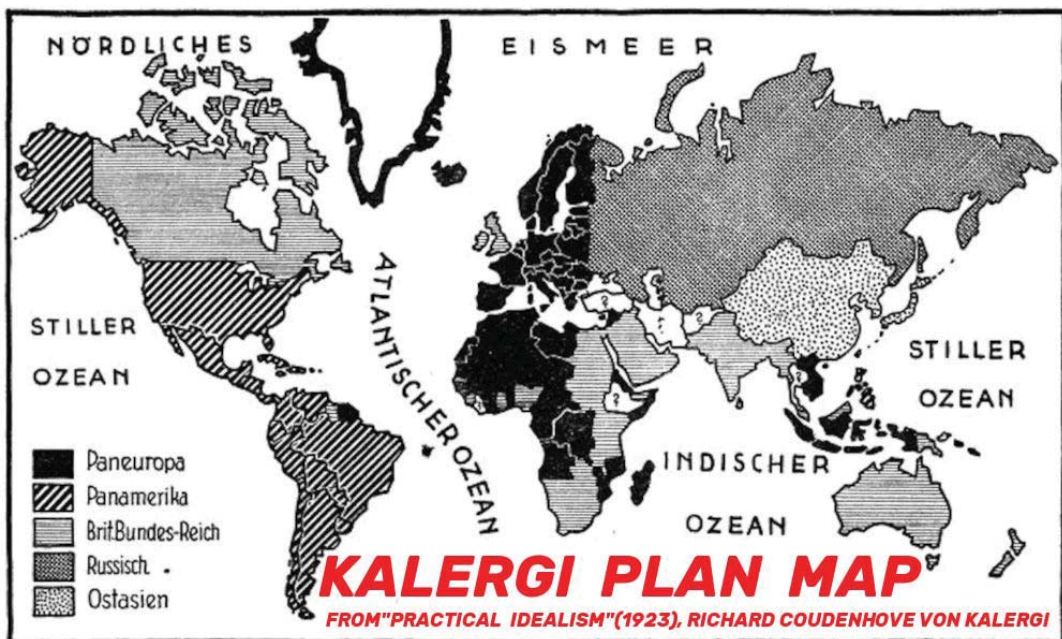 NÖRDLICHES EISMEER
ATLANTISCHER OZEAN
STILLER
OZEAN
STILLER
OZEAN
INDISCHER
OZEAN
?
?
?
?
?
Paneuropa
Panamerika
Brit.Bundes-Reich
Russisch
Ostasien
KALERGI PLAN MAP
FROM"PRACTICAL IDEALISM"(1923), RICHARD COUDENHOVE VON KALERGI